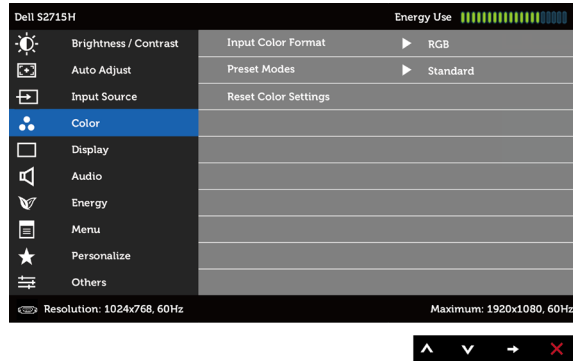 Dell S2715H Energy Use
Brightness / Contrast Input Color Format RGB
Auto Adjust Preset Modes Standard
Input Source Reset Color Settings
Color
Display
Audio
Energy
Menu
Personalize
Others
Resolution: 1024x768, 60Hz Maximum: 1920x1080, 60Hz